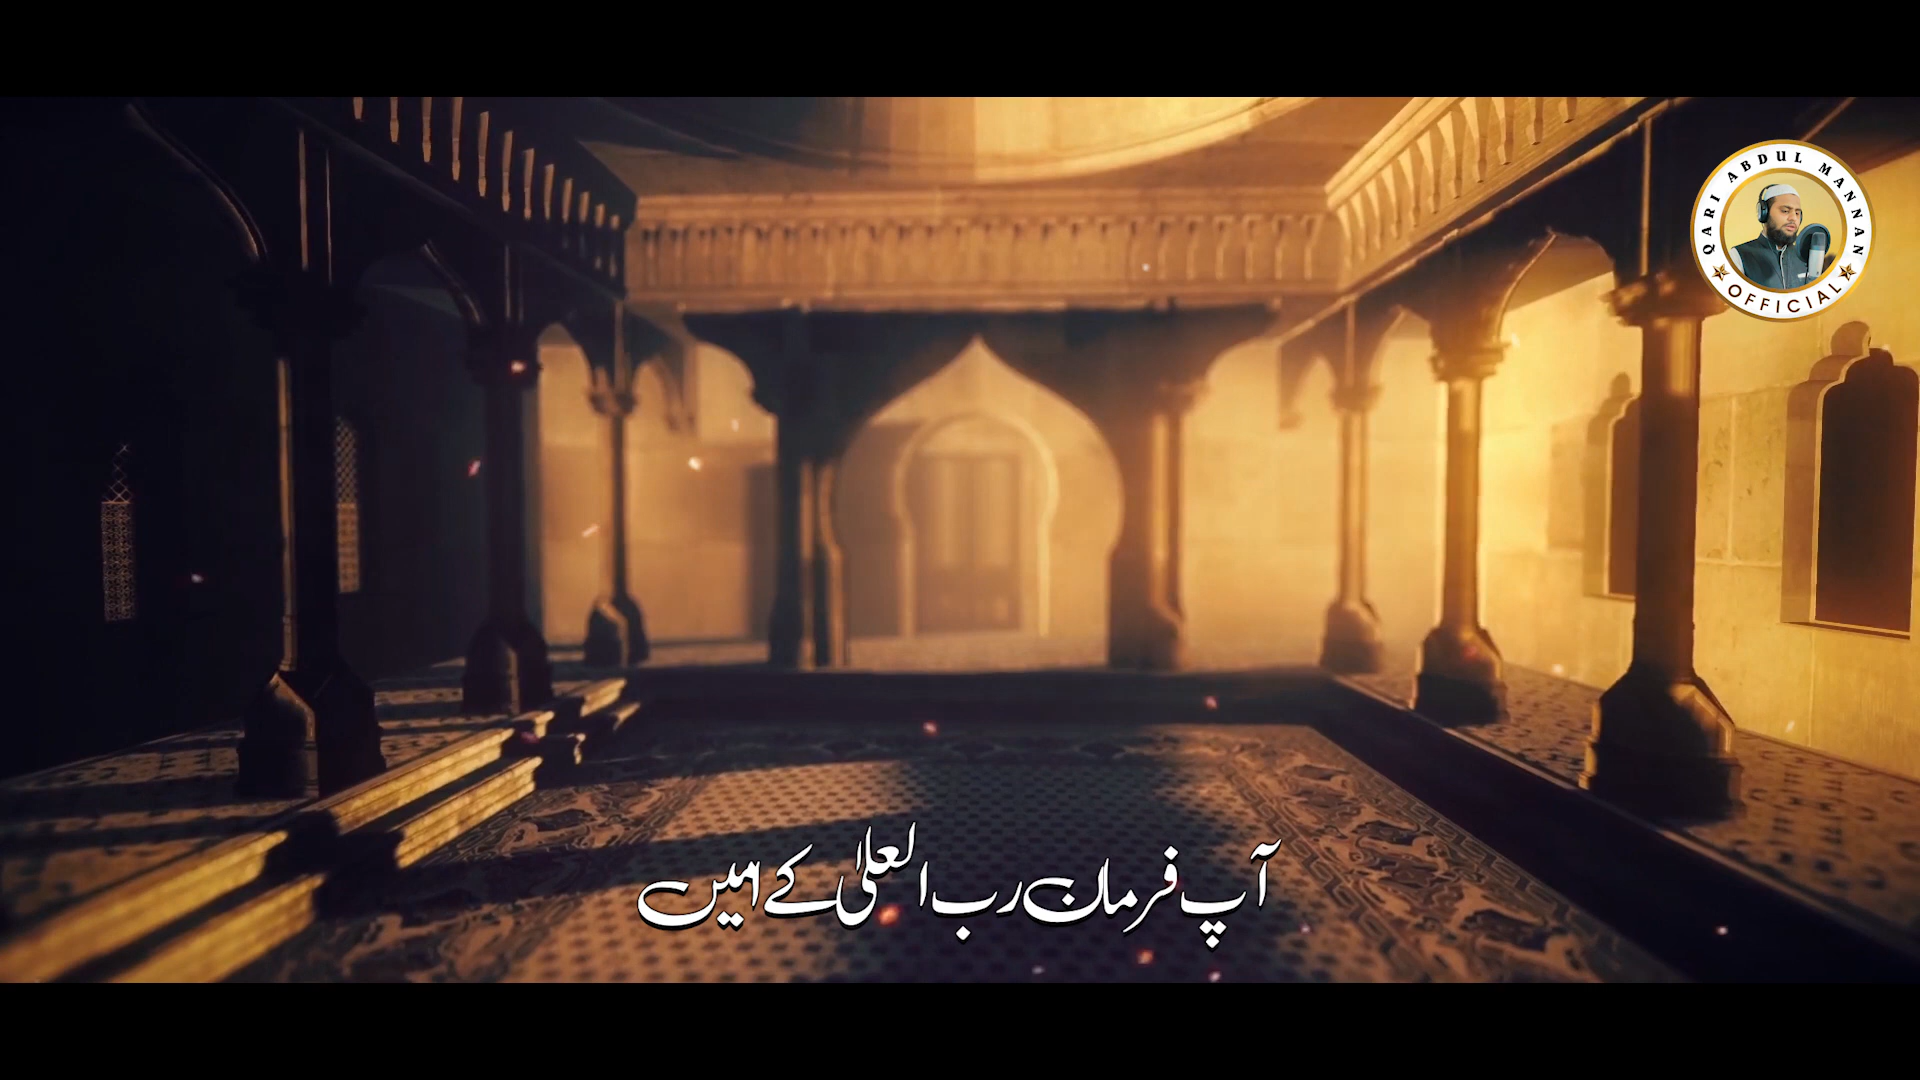 QARI ABDUL MANNAN
OFFICIAL
آپ فرمان رب العلیٰ کے امیں